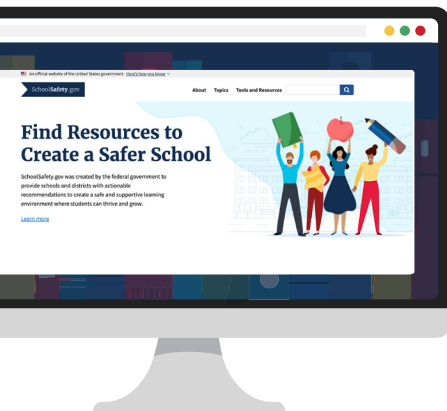 An official website of the United States government Here's how you know
SchoolSafety.gov
About Topics Tools and Resources
Find Resources to
Create a Safer School
SchoolSafety.gov was created by the federal government to
provide schools and districts with actionable
recommendations to create a safe and supportive learning
environment where students can thrive and grow.
Learn more